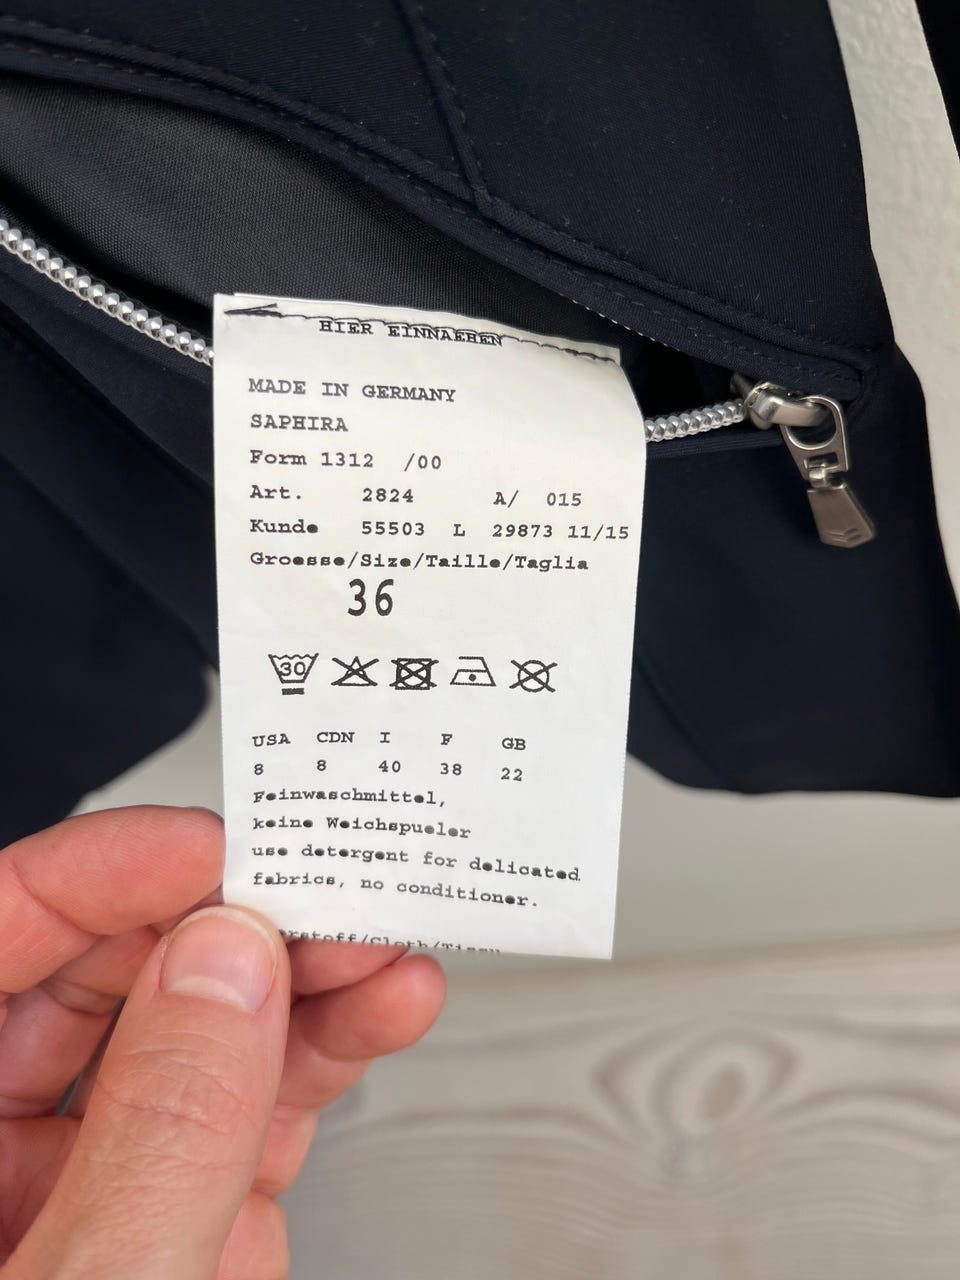 HIER EINNAEHEN
MADE IN GERMANY
SAPHIRA
Form 1312 /00
Art. 2824 A/ 015
Kunde 55503 L 29873 11/15
Groesse/Size/Taille/Taglia
36
30
USA CDN I F GB
8 8 40 38 22
Feinwaschmittel,
keine Weichspueler
use detergent for delicated
fabrics, no conditioner.